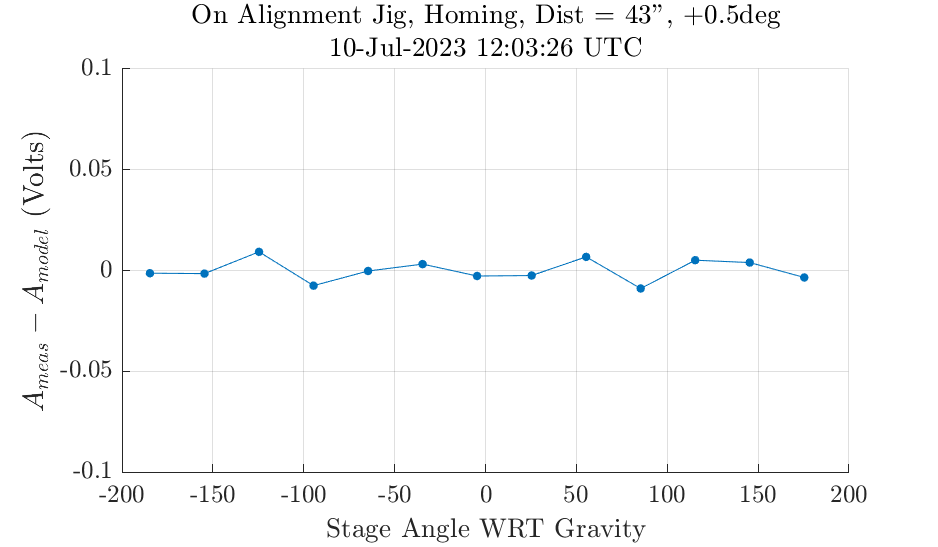 On Alignment Jig, Homing, Dist = 43”, +0.5deg
10-Jul-2023 12:03:26 UTC
0.1
0.05
0
-0.05
-0.1
A_meas − A_model (Volts)
-200 -150 -100 -50 0 50 100 150 200
Stage Angle WRT Gravity